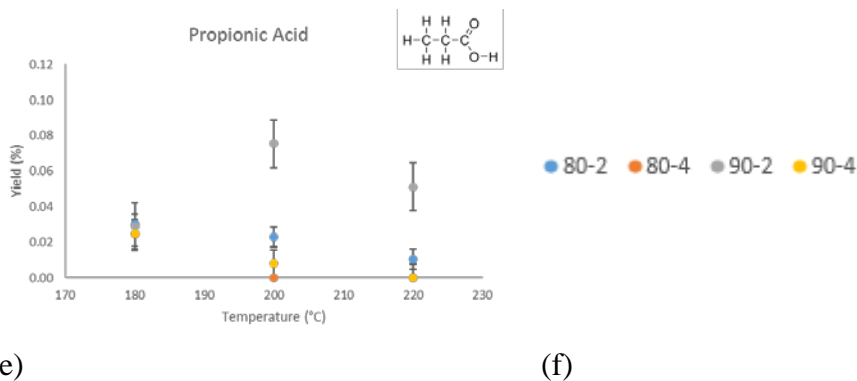 Propionic Acid
H H O
H-C-C-C
H H O-H
0.12
0.10
0.08
0.06
0.04
0.02
0.00
Yield (%)
170 180 190 200 210 220 230
Temperature (°C)
80-2 80-4 90-2 90-4
e) (f)